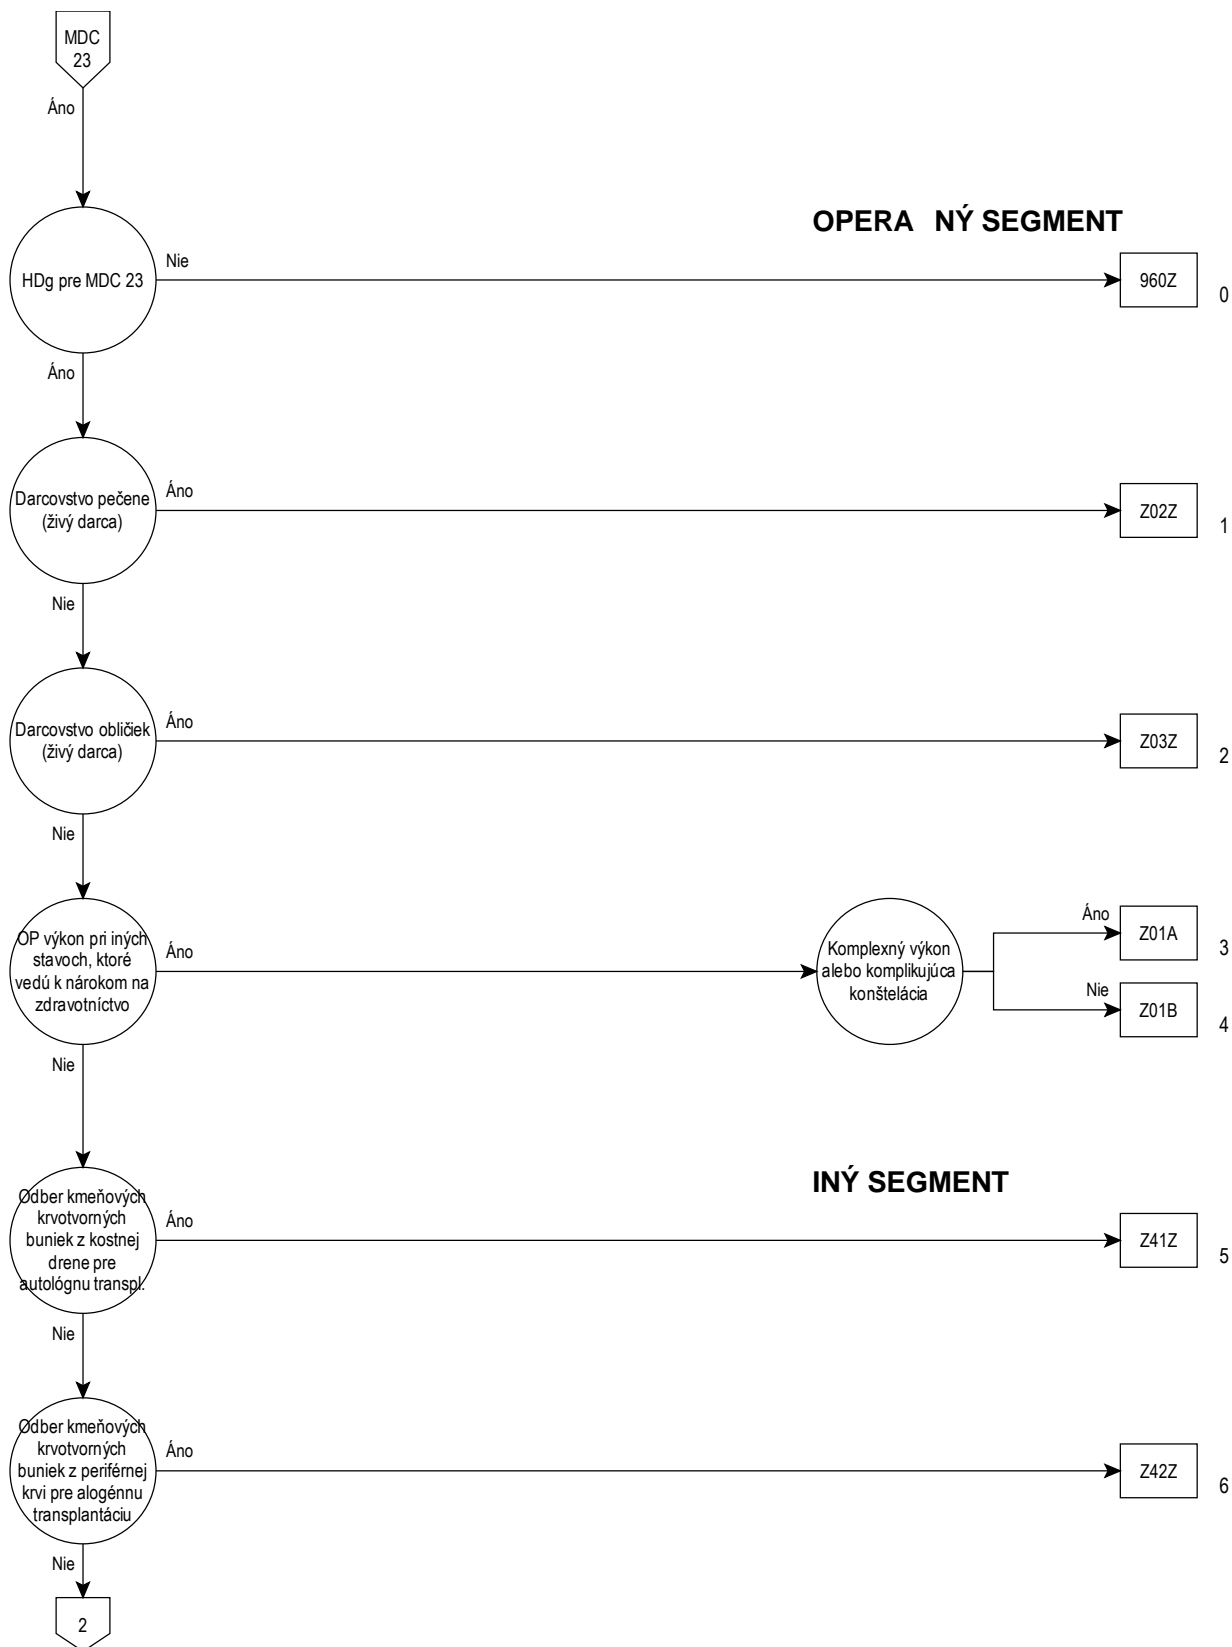 MDC
23
Áno
OPERA NÝ SEGMENT
HDg pre MDC 23
Nie
960Z
0
Áno
Darcovstvo pečene
(živý darca)
Áno
Z02Z
1
Nie
Darcovstvo obličiek
(živý darca)
Áno
Z03Z
2
Nie
OP výkon pri iných
stavoch, ktoré
vedú k nárokom na
zdravotníctvo
Áno
Komplexný výkon
alebo komplikujúca
konštelácia
Áno
Z01A
3
Nie
Z01B
4
Nie
INÝ SEGMENT
Odber kmeňových
krvotvorných
buniek z kostnej
drene pre
autológnu transpl.
Áno
Z41Z
5
Nie
Odber kmeňových
krvotvorných
buniek z periférnej
krvi pre alogénnu
transplantáciu
Áno
Z42Z
6
Nie
2